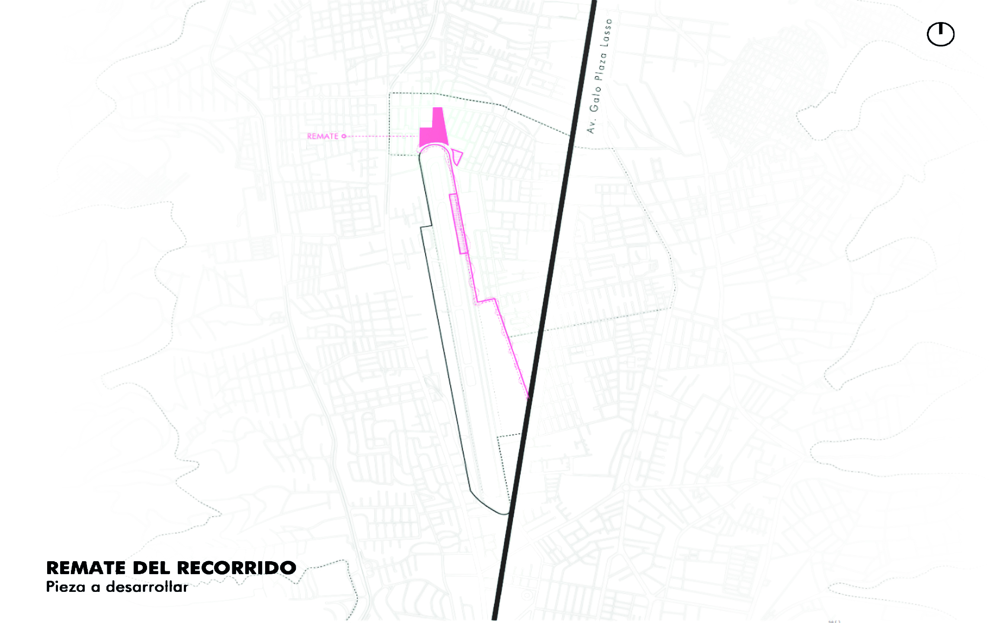 Av. Galo Plaza Lasso
REMATE
REMATE DEL RECORRIDO
Pieza a desarrollar